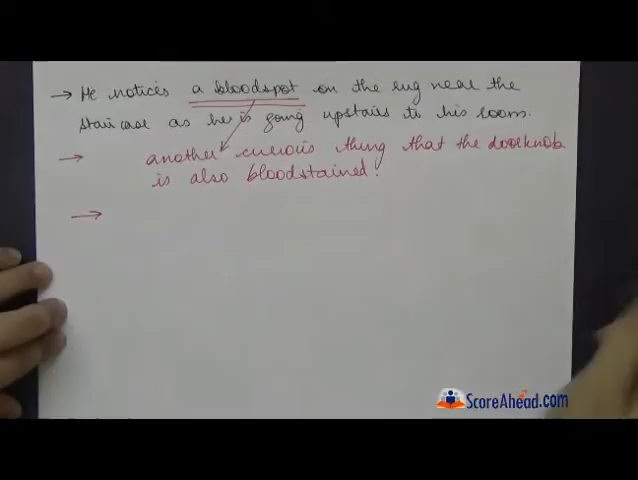 → He notices a bloodspot on the rug near the
staircase as he is going upstairs to his room.
→ another curious thing that the doorknob
is also bloodstained!
→
ScoreAhead.com